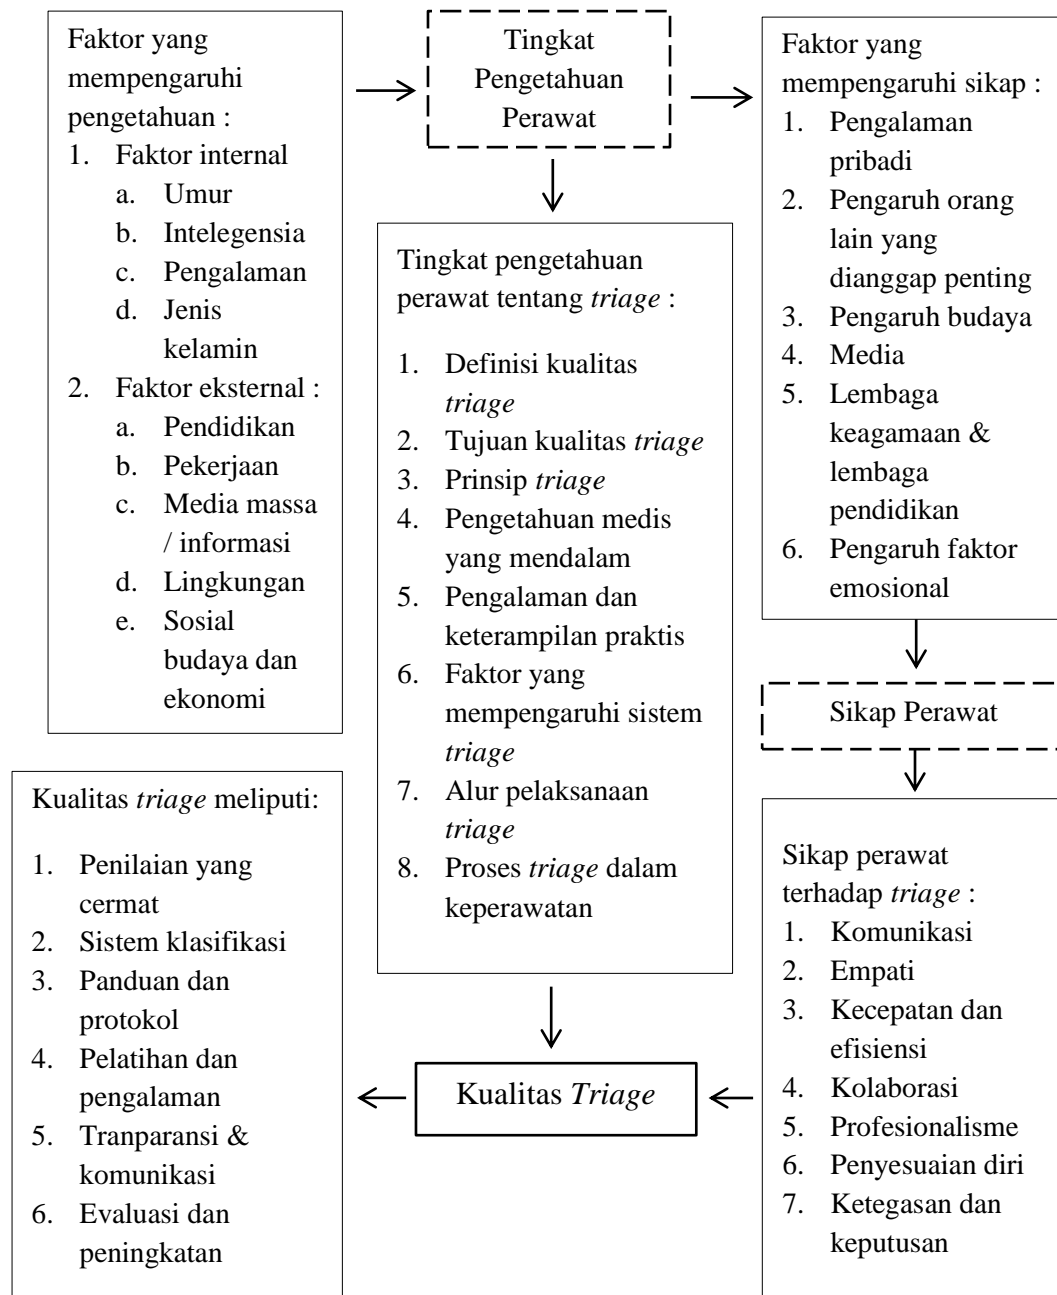 Faktor yang
mempengaruhi
pengetahuan :
1. Faktor internal
a. Umur
b. Intelegensia
c. Pengalaman
d. Jenis
kelamin
2. Faktor eksternal :
a. Pendidikan
b. Pekerjaan
c. Media massa
/ informasi
d. Lingkungan
e. Sosial
budaya dan
ekonomi
Tingkat
Pengetahuan
Perawat
Faktor yang
mempengaruhi sikap :
1. Pengalaman
pribadi
2. Pengaruh orang
lain yang
dianggap penting
3. Pengaruh budaya
4. Media
5. Lembaga
keagamaan &
lembaga
pendidikan
6. Pengaruh faktor
emosional
Tingkat pengetahuan
perawat tentang triage :
1. Definisi kualitas
triage
2. Tujuan kualitas triage
3. Prinsip triage
4. Pengetahuan medis
yang mendalam
5. Pengalaman dan
keterampilan praktis
6. Faktor yang
mempengaruhi sistem
triage
7. Alur pelaksanaan
triage
8. Proses triage dalam
keperawatan
Sikap Perawat
Sikap perawat
terhadap triage :
1. Komunikasi
2. Empati
3. Kecepatan dan
efisiensi
4. Kolaborasi
5. Profesionalisme
6. Penyesuaian diri
7. Ketegasan dan
keputusan
Kualitas Triage
Kualitas triage meliputi:
1. Penilaian yang
cermat
2. Sistem klasifikasi
3. Panduan dan
protokol
4. Pelatihan dan
pengalaman
5. Tranparansi &
komunikasi
6. Evaluasi dan
peningkatan